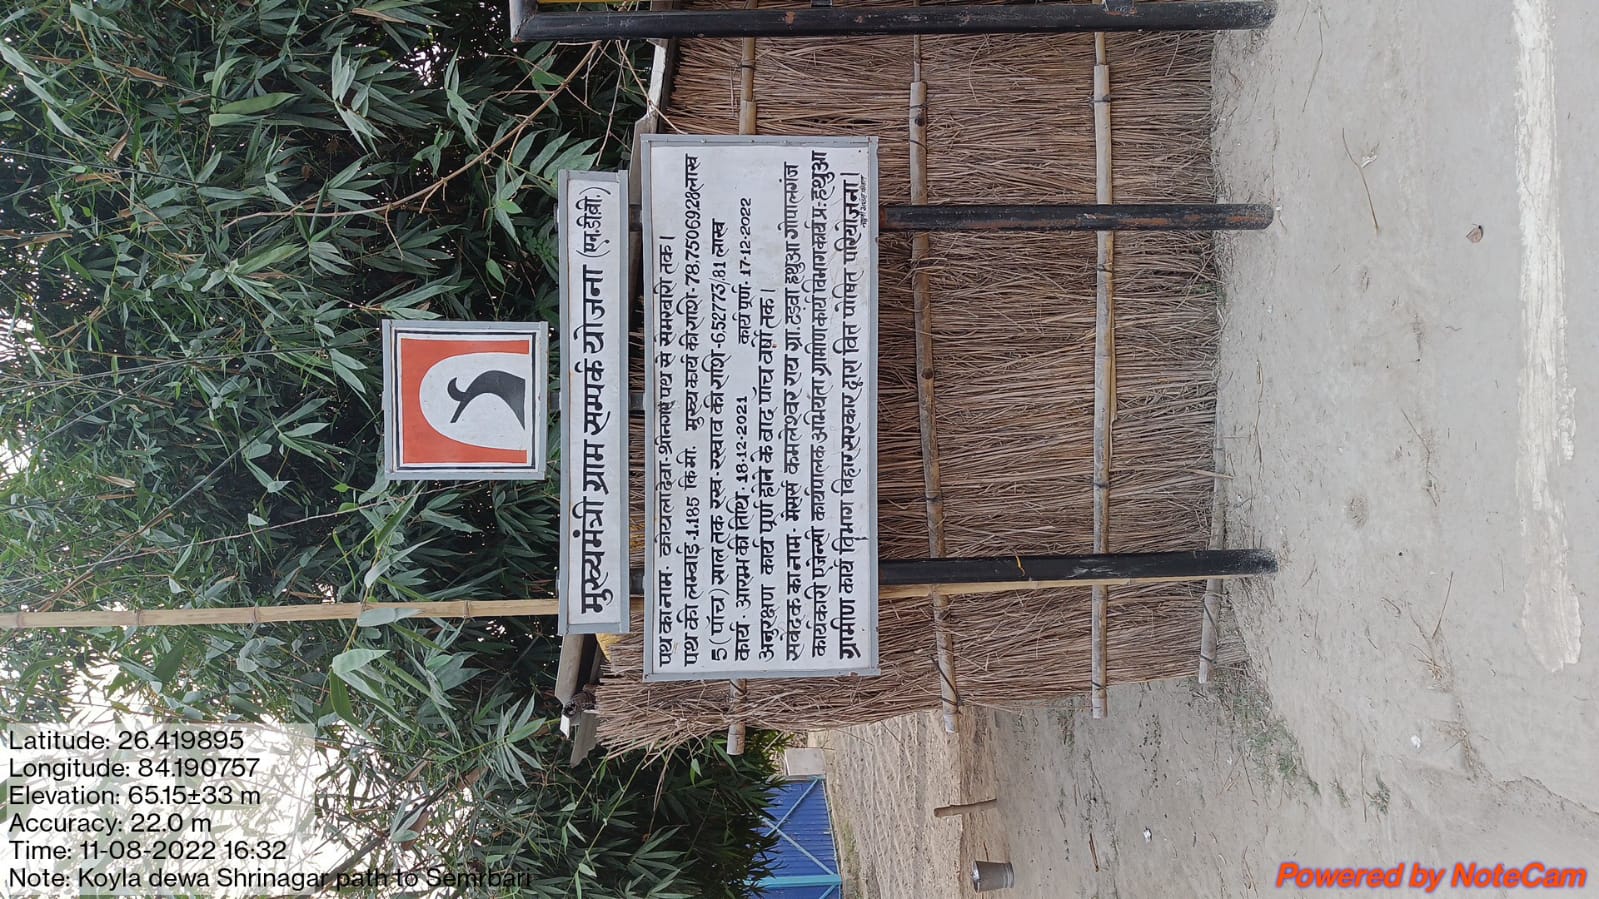 मुख्यमंत्री ग्राम सम्पर्क योजना (एन.डीबी)
पथ का नाम- कोयलादेवा-श्रीनगर पथ से सेमरबारी तक।
पथ की लम्बाई-1.185 कि.मी. मुख्य कार्य की राशि-78.7506928लाख
5 (पांच) साल तक रख-रखाव की राशि-6.52773/81 लाख
कार्य-आरम्भ की तिथि-18-12-2021 कार्य पूर्ण- 17-12-2022
अनुरक्षण कार्य पूर्ण होने के बाद पाँच वर्षो तक।
संवेदक का नाम- मेसर्स कामलेश्वर राय ग्रा. टंड़वा हथुआ गोपालगंज
कार्यकारी एजेन्सी कार्यपालक अभियंता ग्रामीण कार्य विभाग कार्य प्र: हथुआ
ग्रामीण कार्य विभाग बिहार सरकार द्वारा वित पोषित परियोजना।
Latitude: 26.419895
Longitude: 84.190757
Elevation: 65.15±33 m
Accuracy: 22.0 m
Time: 11-08-2022 16:32
Note: Koyla dewa Shrinagar path to Semrbari
Powered by NoteCam